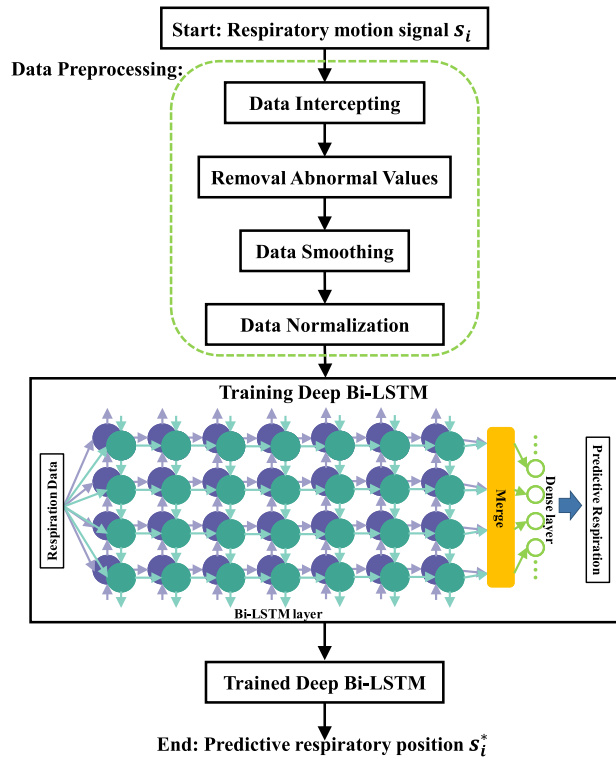 Start: Respiratory motion signal s_i
Data Preprocessing:
Data Intercepting
Removal Abnormal Values
Data Smoothing
Data Normalization
Training Deep Bi-LSTM
Respiration Data
Merge
Dense layer
Predictive Respiration
Bi-LSTM layer
Trained Deep Bi-LSTM
End: Predictive respiratory position s_i^*